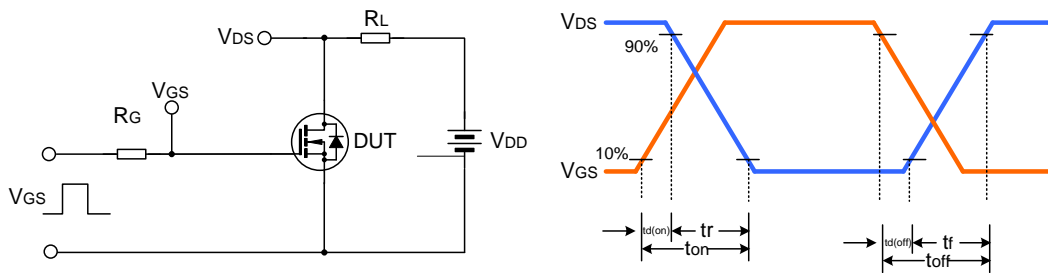 VDS
RL
VGS
RG
DUT
VDD
VGS
VDS
90%
10%
VGS
td(on)
tr
ton
td(off)
tf
toff